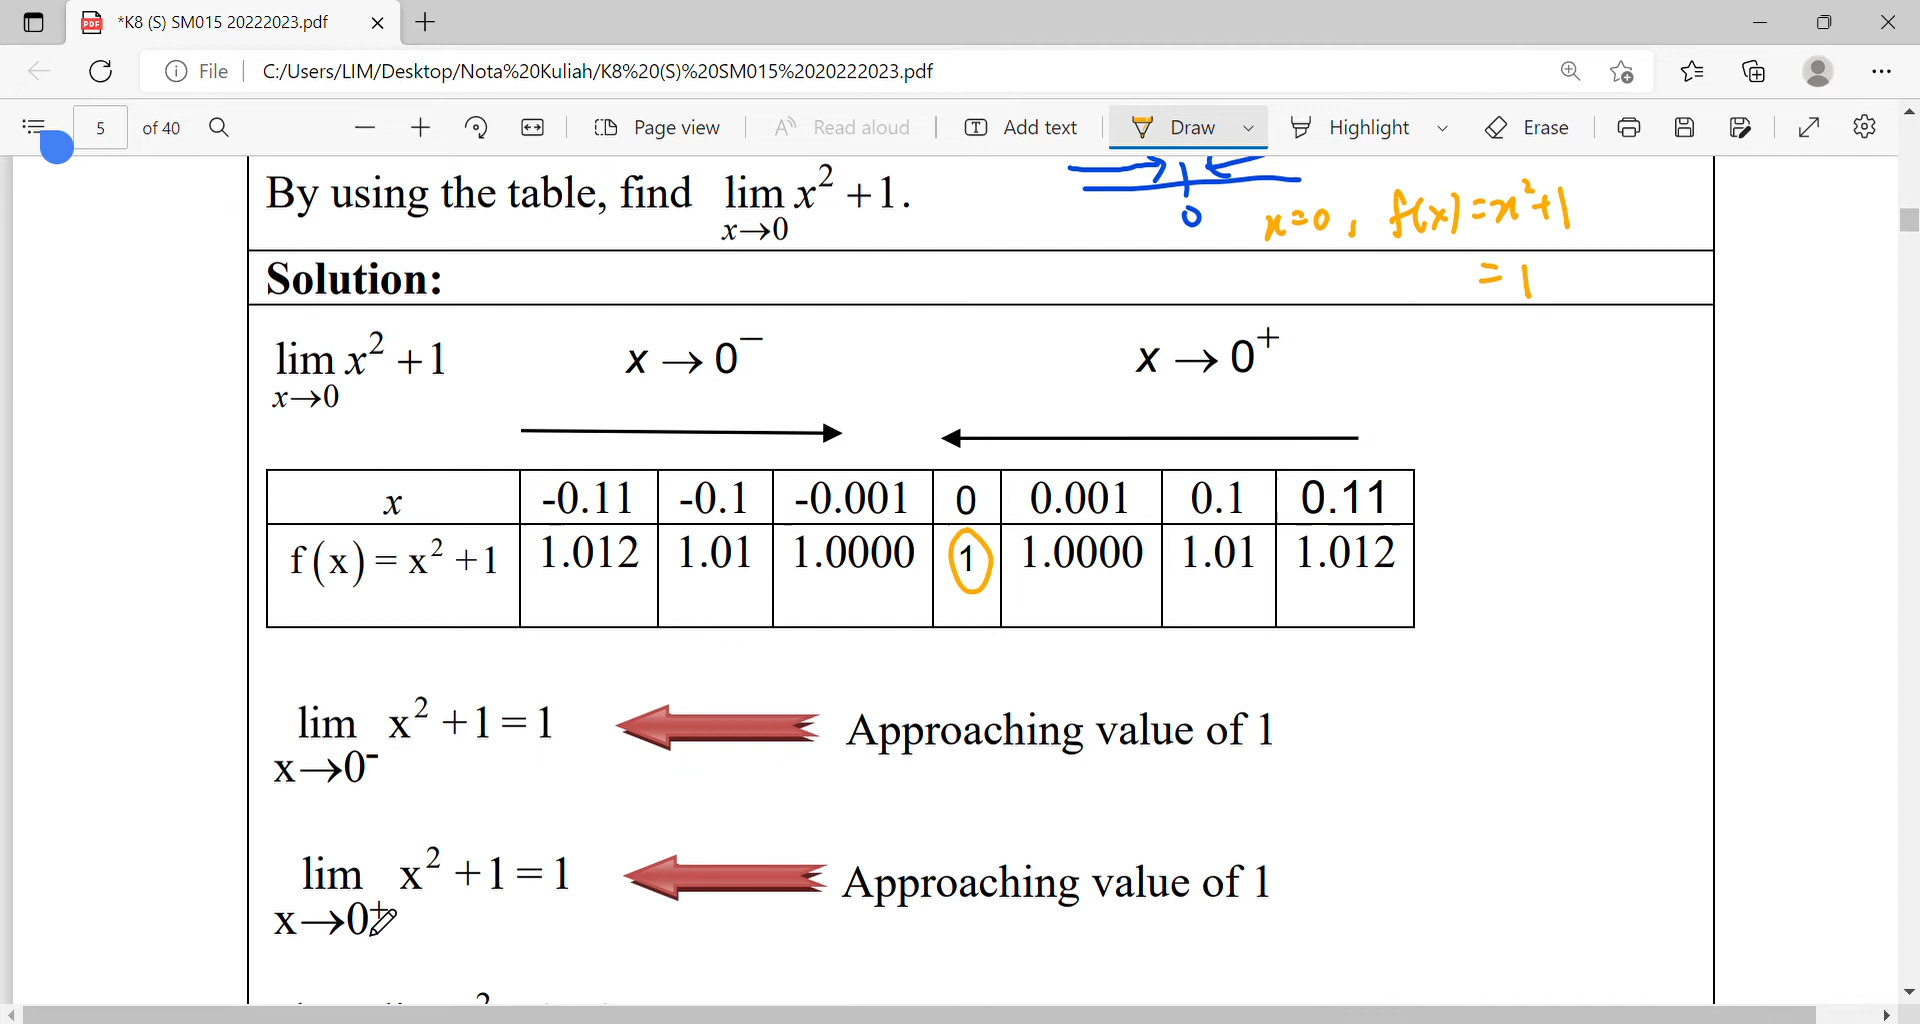 *K8 (S) SM015 20222023.pdf
File C:/Users/LIM/Desktop/Nota%20Kuliah/K8%20(S)%20SM015%2020222023.pdf
5 of 40 Page view Read aloud Add text Draw Highlight Erase
By using the table, find lim x→0 x² + 1.
0
x=0, f(x) = x²+1
= 1
Solution:
lim x→0 x² + 1 x → 0⁻ x → 0⁺
x -0.11 -0.1 -0.001 0 0.001 0.1 0.11
f(x) = x² + 1 1.012 1.01 1.0000 1 1.0000 1.01 1.012
lim x→0⁻ x² + 1 = 1 Approaching value of 1
lim x→0⁺ x² + 1 = 1 Approaching value of 1